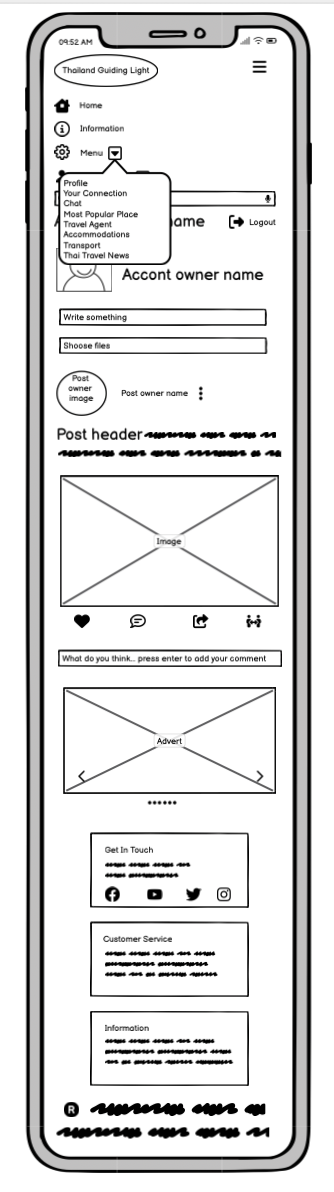 09:52 AM
Thailand Guiding Light
Home
Information
Menu
Profile
Your Connection
Chat
Most Popular Place
Travel Agent
Accommodations
Transport
Thai Travel News
A
name
Logout
Accont owner name
Write something
Shoose files
Post
owner
image
Post owner name
Post header
Image
What do you think.. press enter to add your comment
Advert
Get In Touch
Customer Service
Information
R